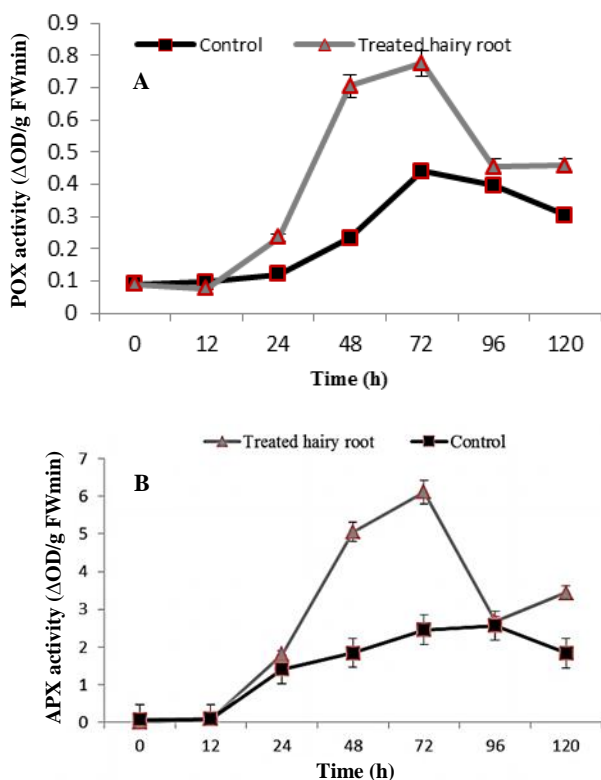 0.9
0.8
0.7
0.6
0.5
0.4
0.3
0.2
0.1
0
POX activity (ΔOD/g FWmin)
Control
Treated hairy root
A
0 12 24 48 72 96 120
Time (h)
Treated hairy root
Control
B
7
6
5
4
3
2
1
0
APX activity (ΔOD/g FWmin)
0 12 24 48 72 96 120
Time (h)